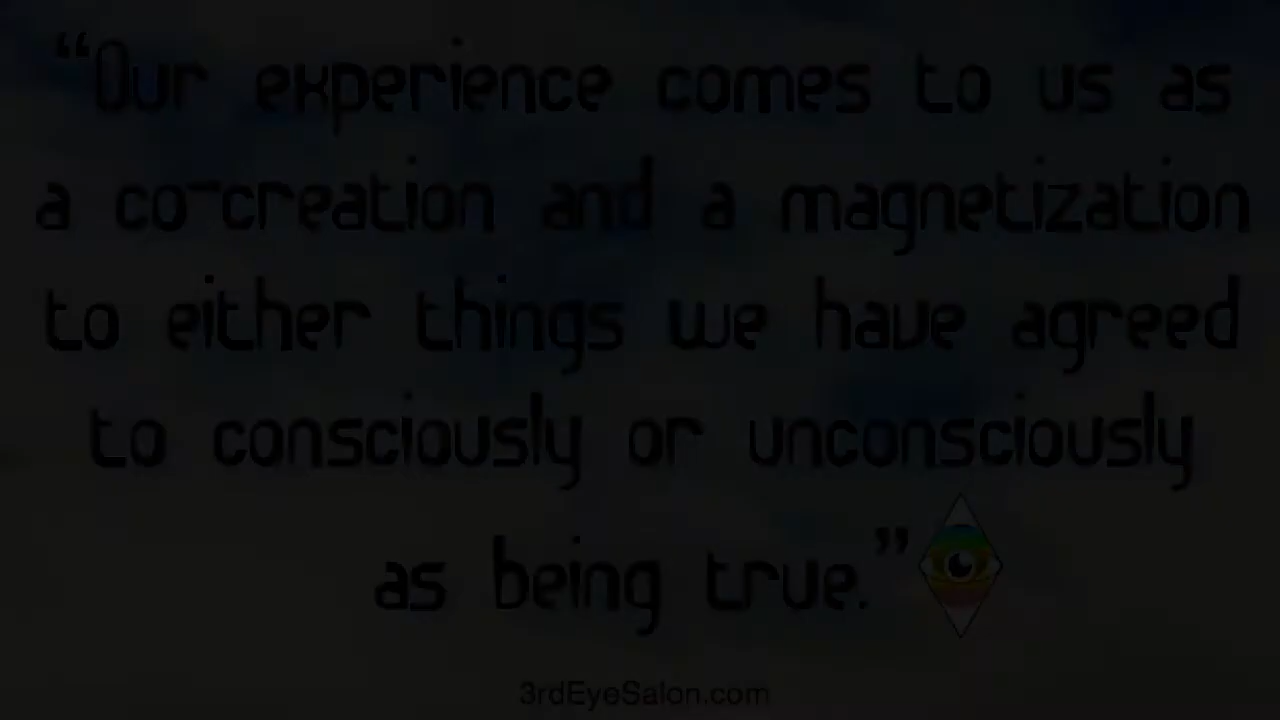 “Our experience comes to us as
a co-creation and a magnetization
to either things we have agreed
to consciously or unconsciously
as being true.”
3rdEyeSalon.com